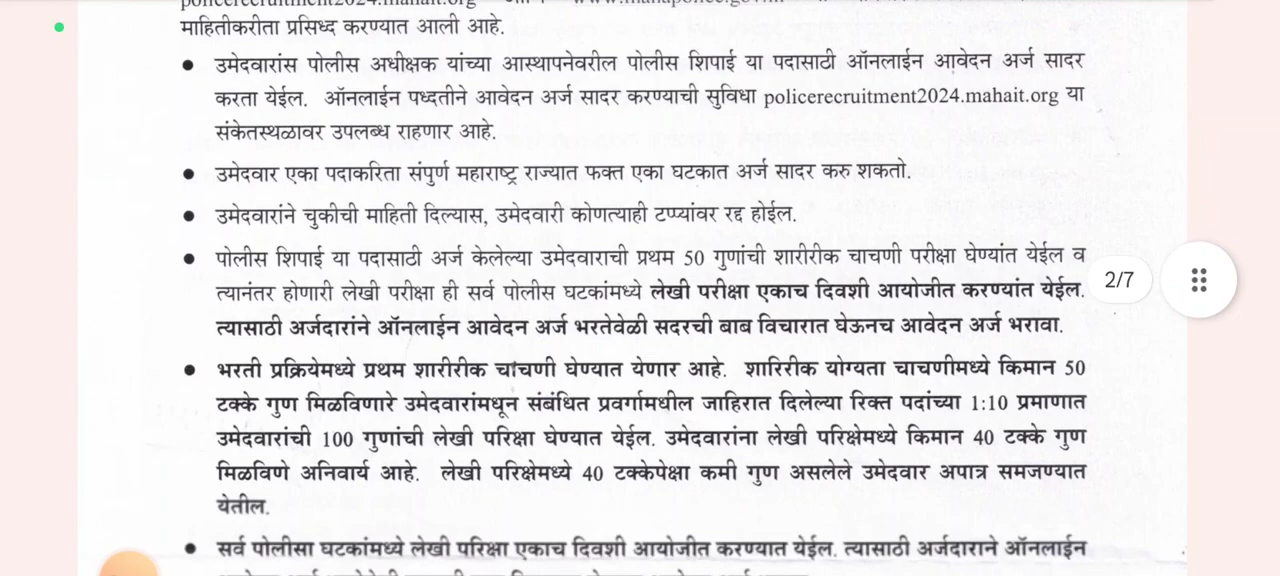 माहितीकरीता प्रसिध्द करण्यात आली आहे.
● उमेदवारांस पोलीस अधीक्षक यांच्या आस्थापनेवरील पोलीस शिपाई या पदासाठी ऑनलाईन आवेदन अर्ज सादर
करता येईल. ऑनलाईन पध्दतीने आवेदन अर्ज सादर करण्याची सुविधा policerecruitment2024.mahait.org या
संकेतस्थळावर उपलब्ध राहणार आहे.
● उमेदवार एका पदाकरिता संपुर्ण महाराष्ट्र राज्यात फक्त एका घटकात अर्ज सादर करु शकतो.
● उमेदवारांने चुकीची माहिती दिल्यास, उमेदवारी कोणत्याही टप्प्यांवर रद्द होईल.
● पोलीस शिपाई या पदासाठी अर्ज केलेल्या उमेदवाराची प्रथम 50 गुणांची शारीरीक चाचणी परीक्षा घेण्यांत येईल व
2/7
त्यानंतर होणारी लेखी परीक्षा ही सर्व पोलीस घटकांमध्ये लेखी परीक्षा एकाच दिवशी आयोजीत करण्यांत येईल.
त्यासाठी अर्जदारांने ऑनलाईन आवेदन अर्ज भरतेवेळी सदरची बाब विचारात घेऊनच आवेदन अर्ज भरावा.
● भरती प्रक्रियेमध्ये प्रथम शारीरीक चांचणी घेण्यात येणार आहे. शारिरीक योग्यता चाचणीमध्ये किमान 50
टक्के गुण मिळविणारे उमेदवारांमधून संबंधित प्रवर्गामधील जाहिरात दिलेल्या रिक्त पदांच्या 1:10 प्रमाणात
उमेदवारांची 100 गुणांची लेखी परिक्षा घेण्यात येईल. उमेदवारांना लेखी परिक्षेमध्ये किमान 40 टक्के गुण
मिळविणे अनिवार्य आहे. लेखी परिक्षेमध्ये 40 टक्केपेक्षा कमी गुण असलेले उमेदवार अपात्र समजण्यात
येतील.
● सर्व पोलीसा घटकांमध्ये लेखी परिक्षा एकाच दिवशी आयोजीत करण्यात येईल. त्यासाठी अर्जदाराने ऑनलाईन